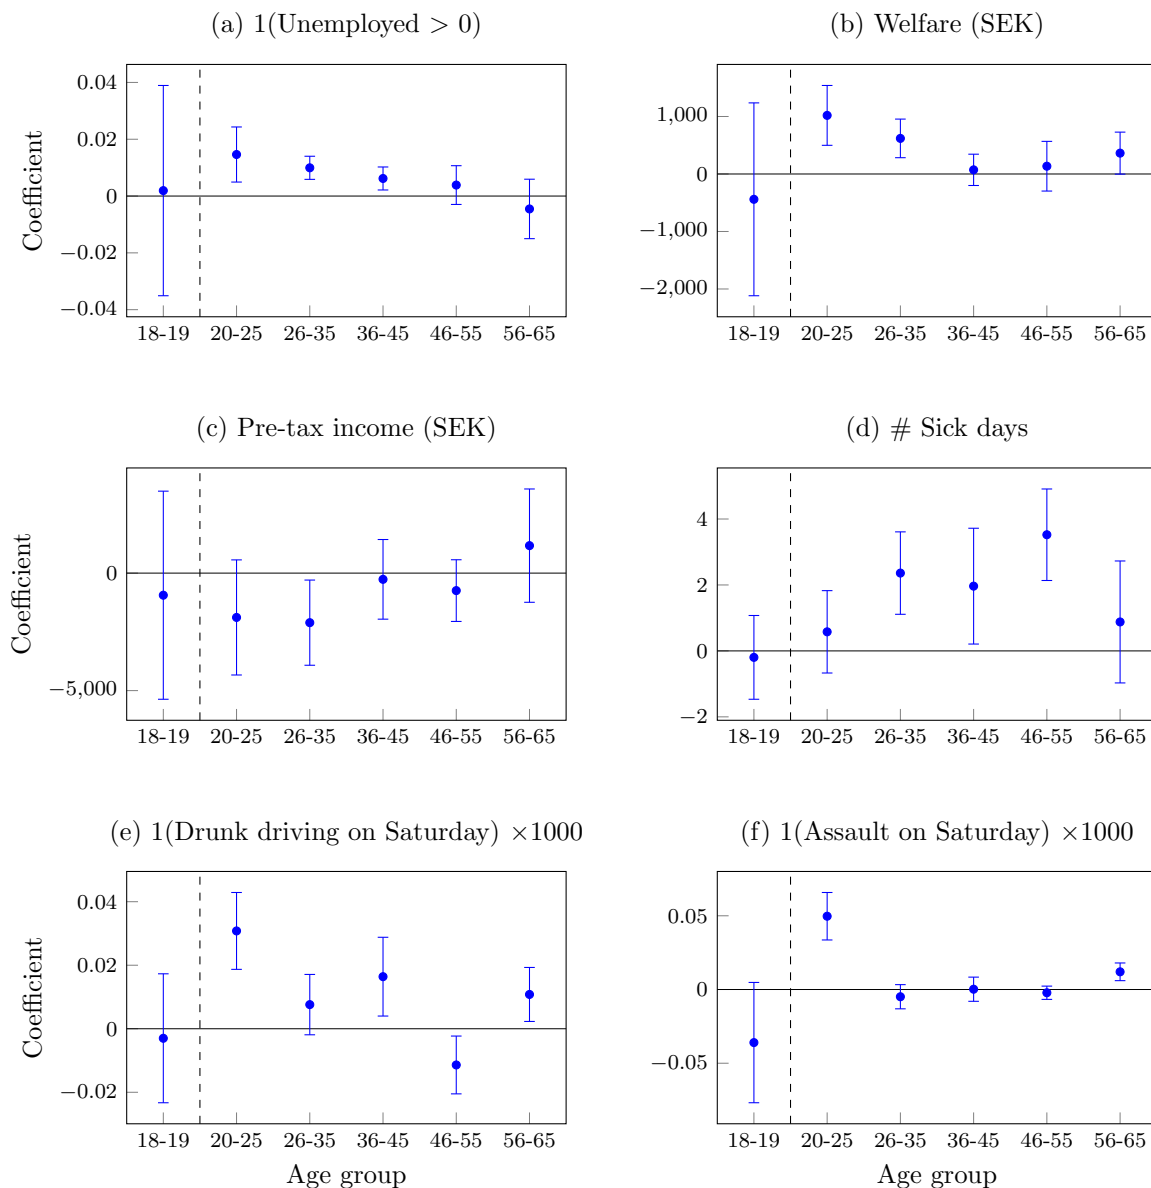 (a) 1(Unemployed > 0)
Coefficient
0.04
0.02
0
−0.02
−0.04
18-19 20-25 26-35 36-45 46-55 56-65
(b) Welfare (SEK)
1,000
0
−1,000
−2,000
18-19 20-25 26-35 36-45 46-55 56-65
(c) Pre-tax income (SEK)
Coefficient
0
−5,000
18-19 20-25 26-35 36-45 46-55 56-65
(d) # Sick days
4
2
0
−2
18-19 20-25 26-35 36-45 46-55 56-65
(e) 1(Drunk driving on Saturday) ×1000
Coefficient
0.04
0.02
0
−0.02
18-19 20-25 26-35 36-45 46-55 56-65
Age group
(f) 1(Assault on Saturday) ×1000
0.05
0
−0.05
18-19 20-25 26-35 36-45 46-55 56-65
Age group